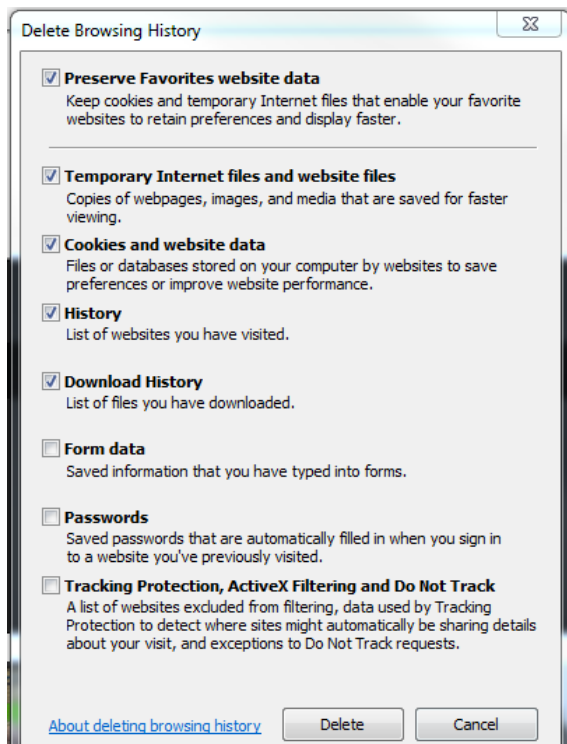 Delete Browsing History
Preserve Favorites website data
Keep cookies and temporary Internet files that enable your favorite
websites to retain preferences and display faster.
Temporary Internet files and website files
Copies of webpages, images, and media that are saved for faster
viewing.
Cookies and website data
Files or databases stored on your computer by websites to save
preferences or improve website performance.
History
List of websites you have visited.
Download History
List of files you have downloaded.
Form data
Saved information that you have typed into forms.
Passwords
Saved passwords that are automatically filled in when you sign in
to a website you've previously visited.
Tracking Protection, ActiveX Filtering and Do Not Track
A list of websites excluded from filtering, data used by Tracking
Protection to detect where sites might automatically be sharing details
about your visit, and exceptions to Do Not Track requests.
About deleting browsing history Delete Cancel